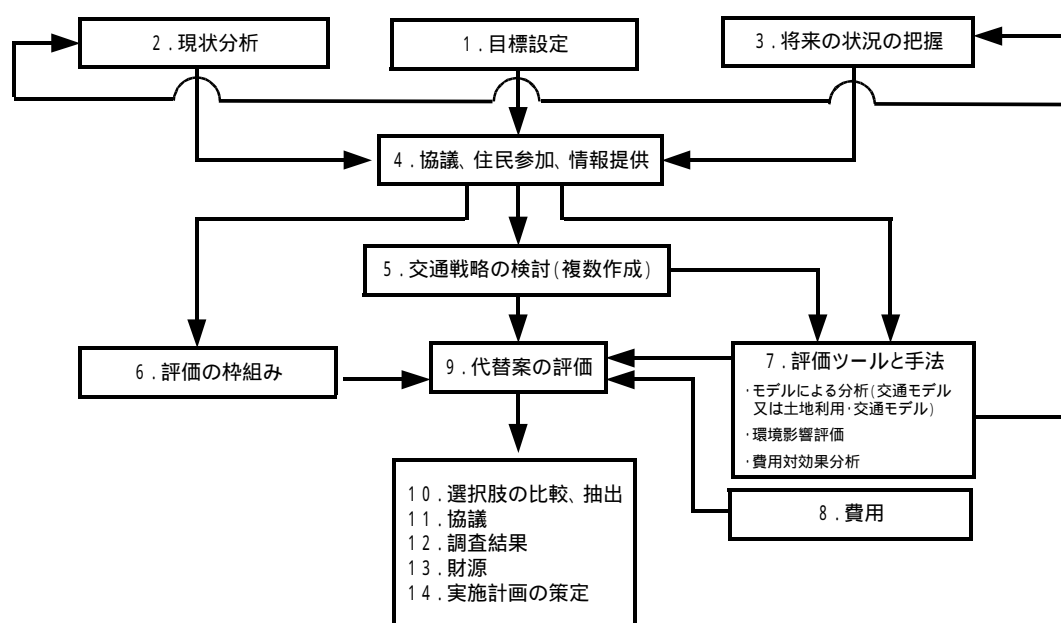 2.現状分析
1.目標設定
3.将来の状況の把握
4.協議、住民参加、情報提供
5.交通戦略の検討(複数作成)
6.評価の枠組み
9.代替案の評価
7.評価ツールと手法
・モデルによる分析(交通モデル
又は土地利用・交通モデル)
・環境影響評価
・費用対効果分析
8.費用
10.選択肢の比較、抽出
11.協議
12.調査結果
13.財源
14.実施計画の策定